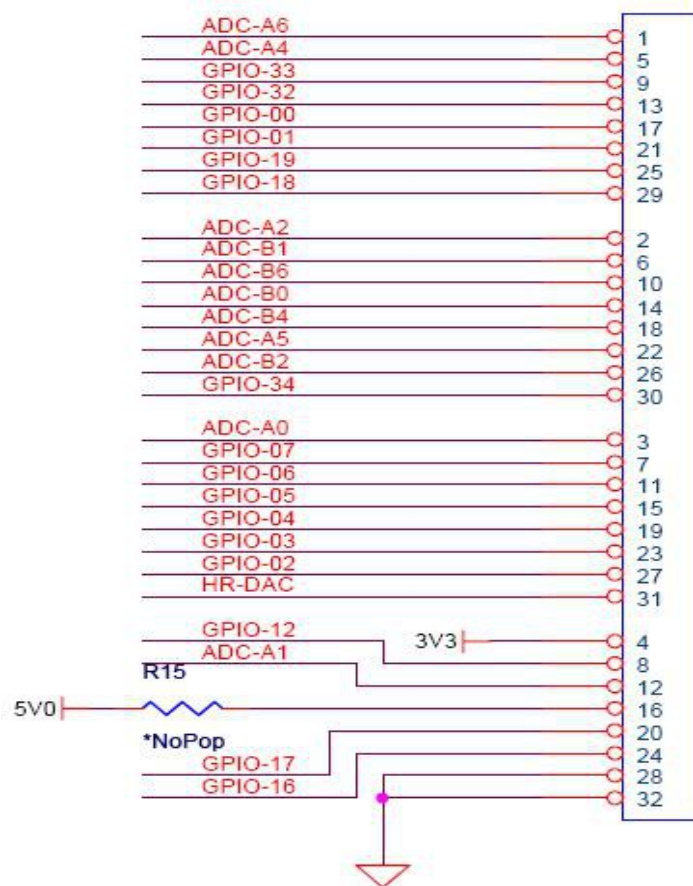 ADC-A6 1
ADC-A4 5
GPIO-33 9
GPIO-32 13
GPIO-00 17
GPIO-01 21
GPIO-19 25
GPIO-18 29
ADC-A2 2
ADC-B1 6
ADC-B6 10
ADC-B0 14
ADC-B4 18
ADC-A5 22
ADC-B2 26
GPIO-34 30
ADC-A0 3
GPIO-07 7
GPIO-06 11
GPIO-05 15
GPIO-04 19
GPIO-03 23
GPIO-02 27
HR-DAC 31
GPIO-12 3V3 4
ADC-A1 8
R15 12
5V0 16
*NoPop 20
GPIO-17 24
GPIO-16 28
32